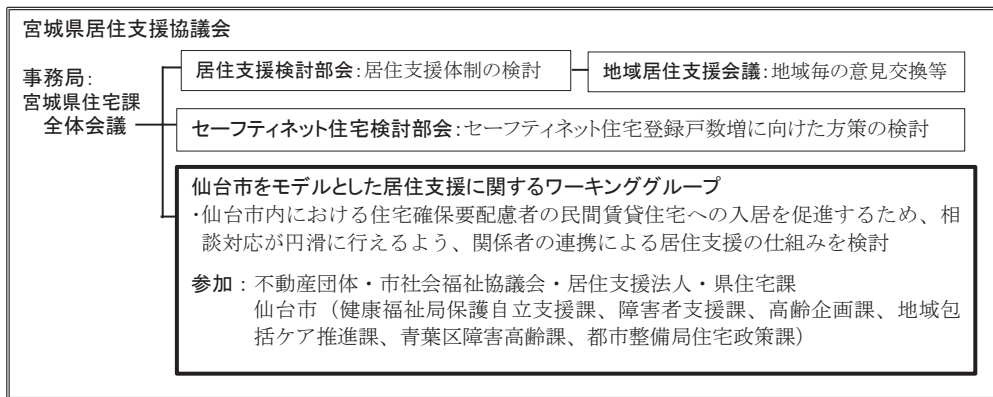 宮城県居住支援協議会
事務局：
宮城県住宅課
全体会議
居住支援検討部会：居住支援体制の検討
地域居住支援会議：地域毎の意見交換等
セーフティネット住宅検討部会：セーフティネット住宅登録戸数増に向けた方策の検討
仙台市をモデルとした居住支援に関するワーキンググループ
・仙台市内における住宅確保要配慮者の民間賃貸住宅への入居を促進するため、相
談対応が円滑に行えるよう、関係者の連携による居住支援の仕組みを検討
参加：不動産団体・市社会福祉協議会・居住支援法人・県住宅課
仙台市（健康福祉局保護自立支援課、障害者支援課、高齢企画課、地域包
括ケア推進課、青葉区障害高齢課、都市整備局住宅政策課）